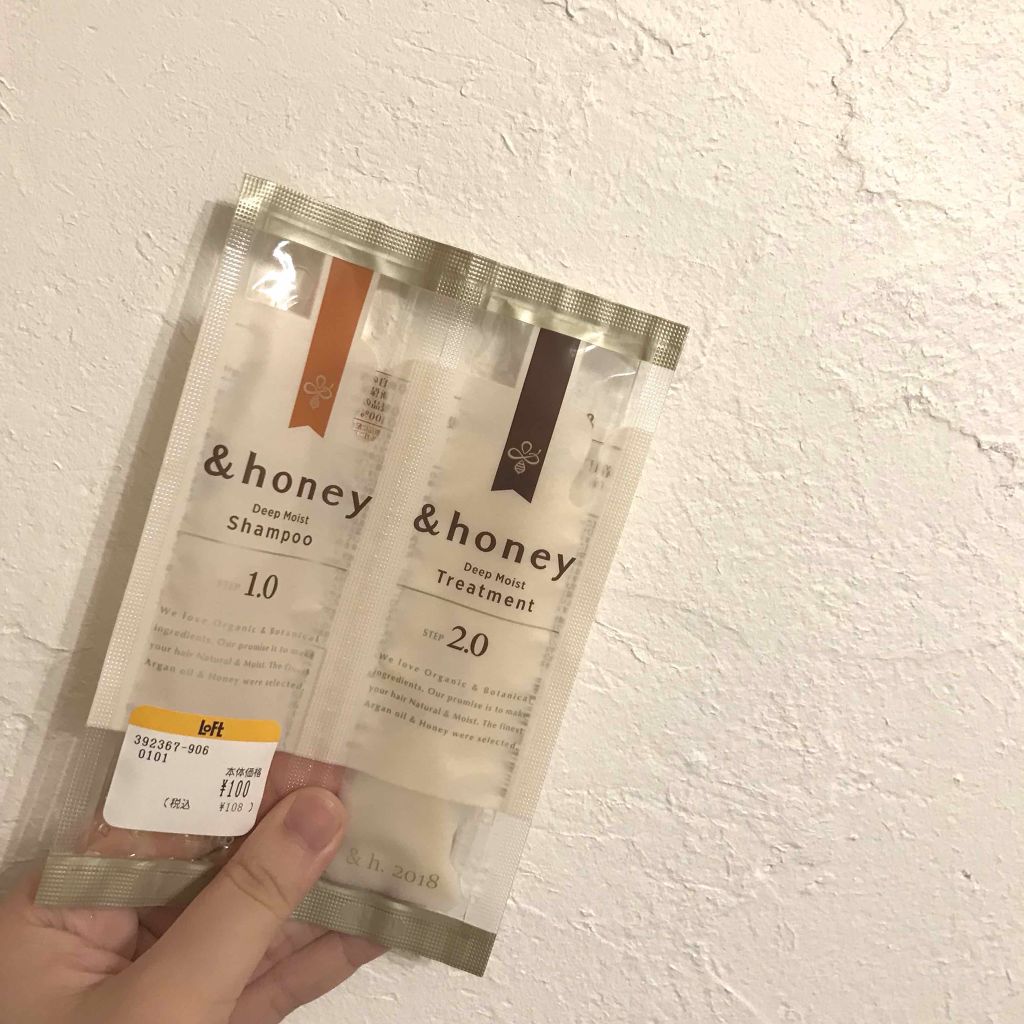 &honey
Deep Moist
Shampoo
STEP 1.0
We love Organic & Botanical
ingredients. Our promise is to make
your hair Natural & Moist. The finest
Argan oil & Honey were selected.
Loft
392367-906
0101
本体価格
¥100
(税込 ¥108)
&honey
Deep Moist
Treatment
STEP 2.0
We love Organic & Botanical
ingredients. Our promise is to make
your hair Natural & Moist. The finest
Argan oil & Honey were selected.
& h. 2018